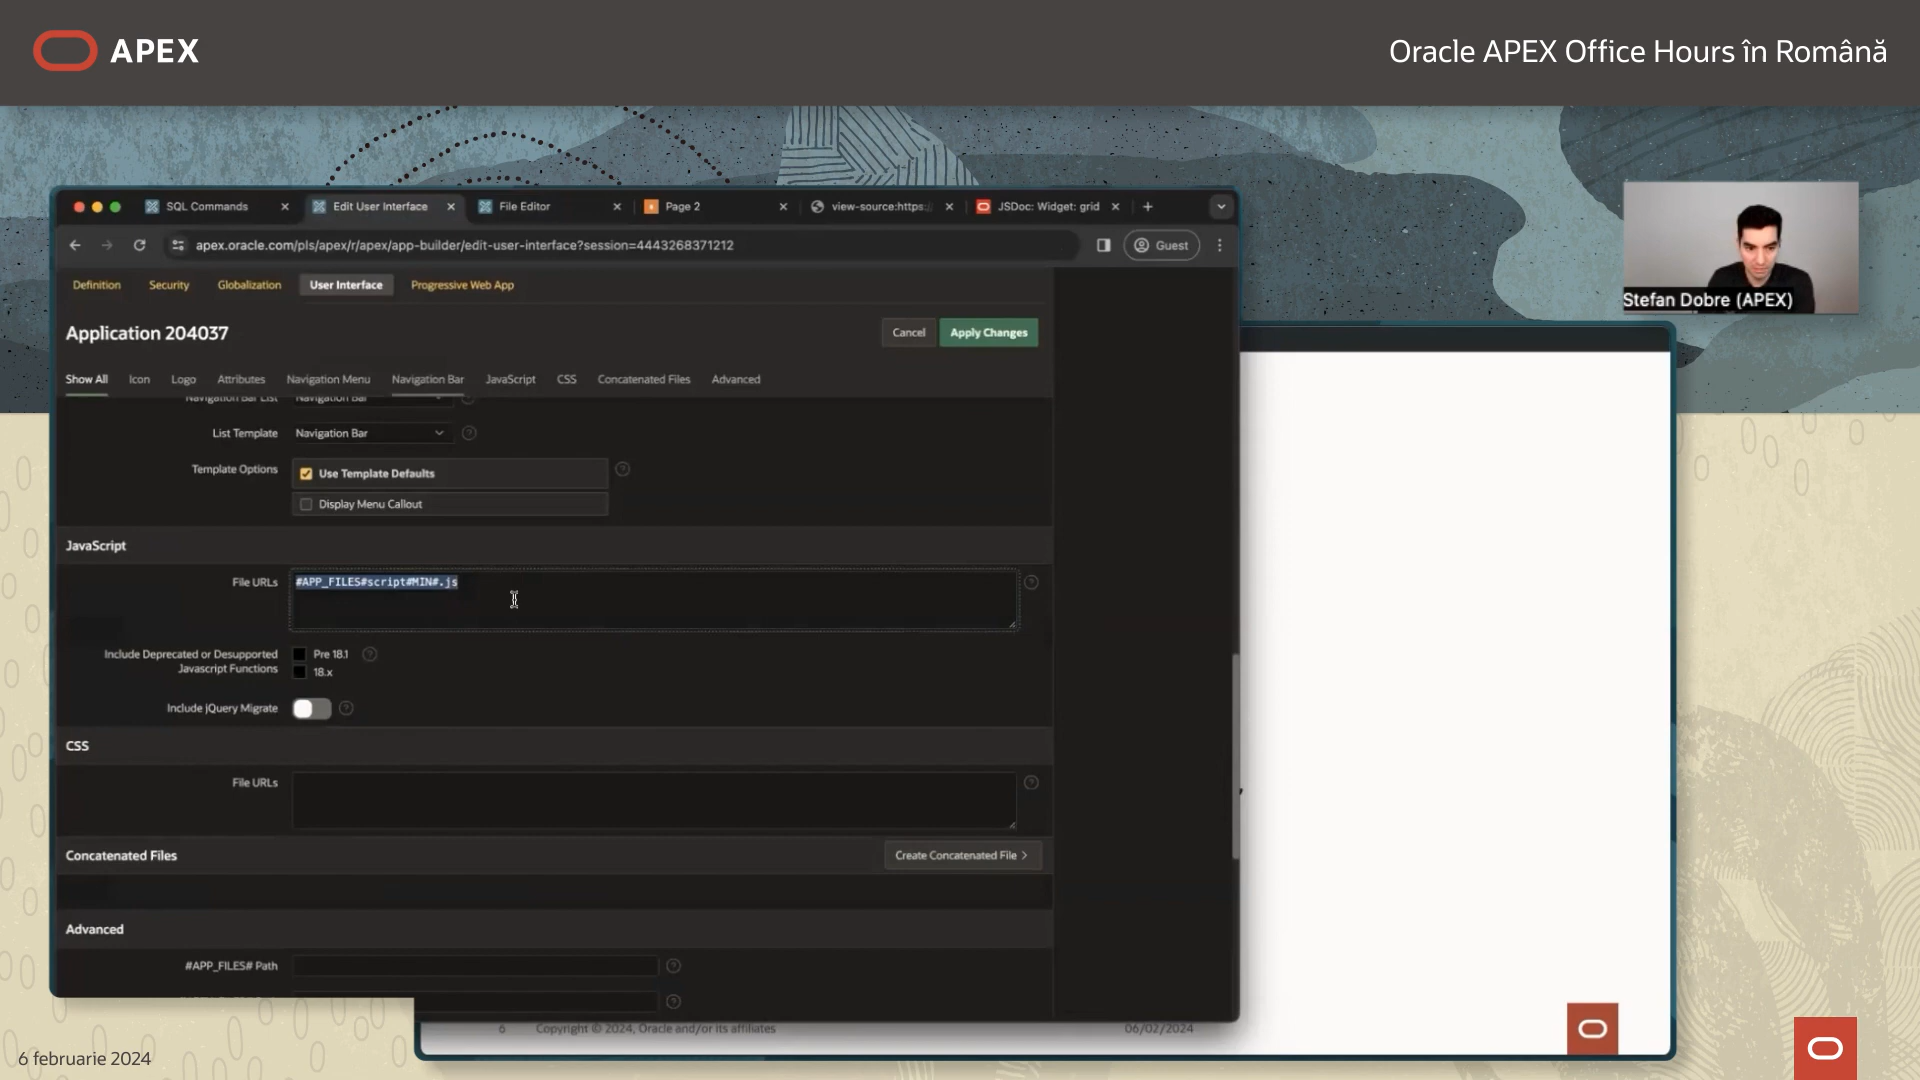 APEX
Oracle APEX Office Hours în Română
SQL Commands
Edit User Interface
File Editor
Page 2
view-source:https:/
JSDoc: Widget: grid
apex.oracle.com/pls/apex/r/apex/app-builder/edit-user-interface?session=4443268371212
Guest
Definition
Security
Globalization
User Interface
Progressive Web App
Application 204037
Cancel
Apply Changes
Show All
Icon
Logo
Attributes
Navigation Menu
Navigation Bar
JavaScript
CSS
Concatenated Files
Advanced
Navigation Bar List
Navigation Bar
List Template
Navigation Bar
Template Options
Use Template Defaults
Display Menu Callout
JavaScript
File URLs
#APP_FILES#script#MIN#.js
Include Deprecated or Desupported
Javascript Functions
Pre 18.1
18.x
Include jQuery Migrate
CSS
File URLs
Concatenated Files
Create Concatenated File >
Advanced
#APP_FILES# Path
Stefan Dobre (APEX)
6
Copyright © 2024, Oracle and/or its affiliates
06/02/2024
6 februarie 2024